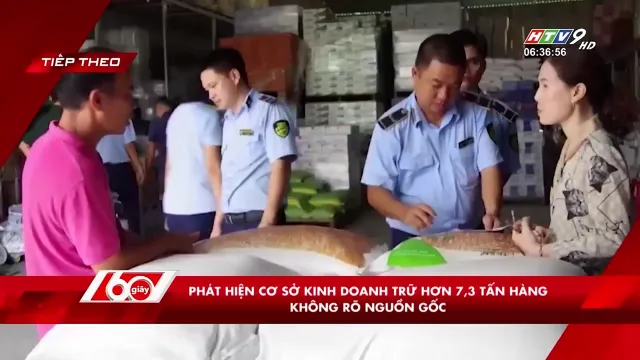 TIẾP THEO
HTV9 HD
06:36:56
60 giây
PHÁT HIỆN CƠ SỞ KINH DOANH TRỮ HƠN 7,3 TẤN HÀNG
KHÔNG RÕ NGUỒN GỐC